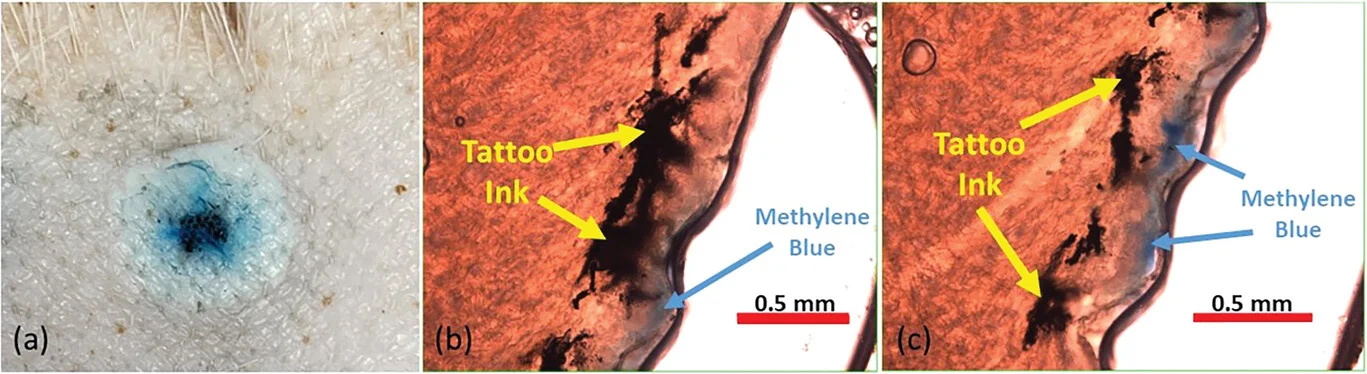 (a)
Tattoo
Ink
Methylene
Blue
0.5 mm
(b)
Tattoo
Ink
Methylene
Blue
0.5 mm
(c)